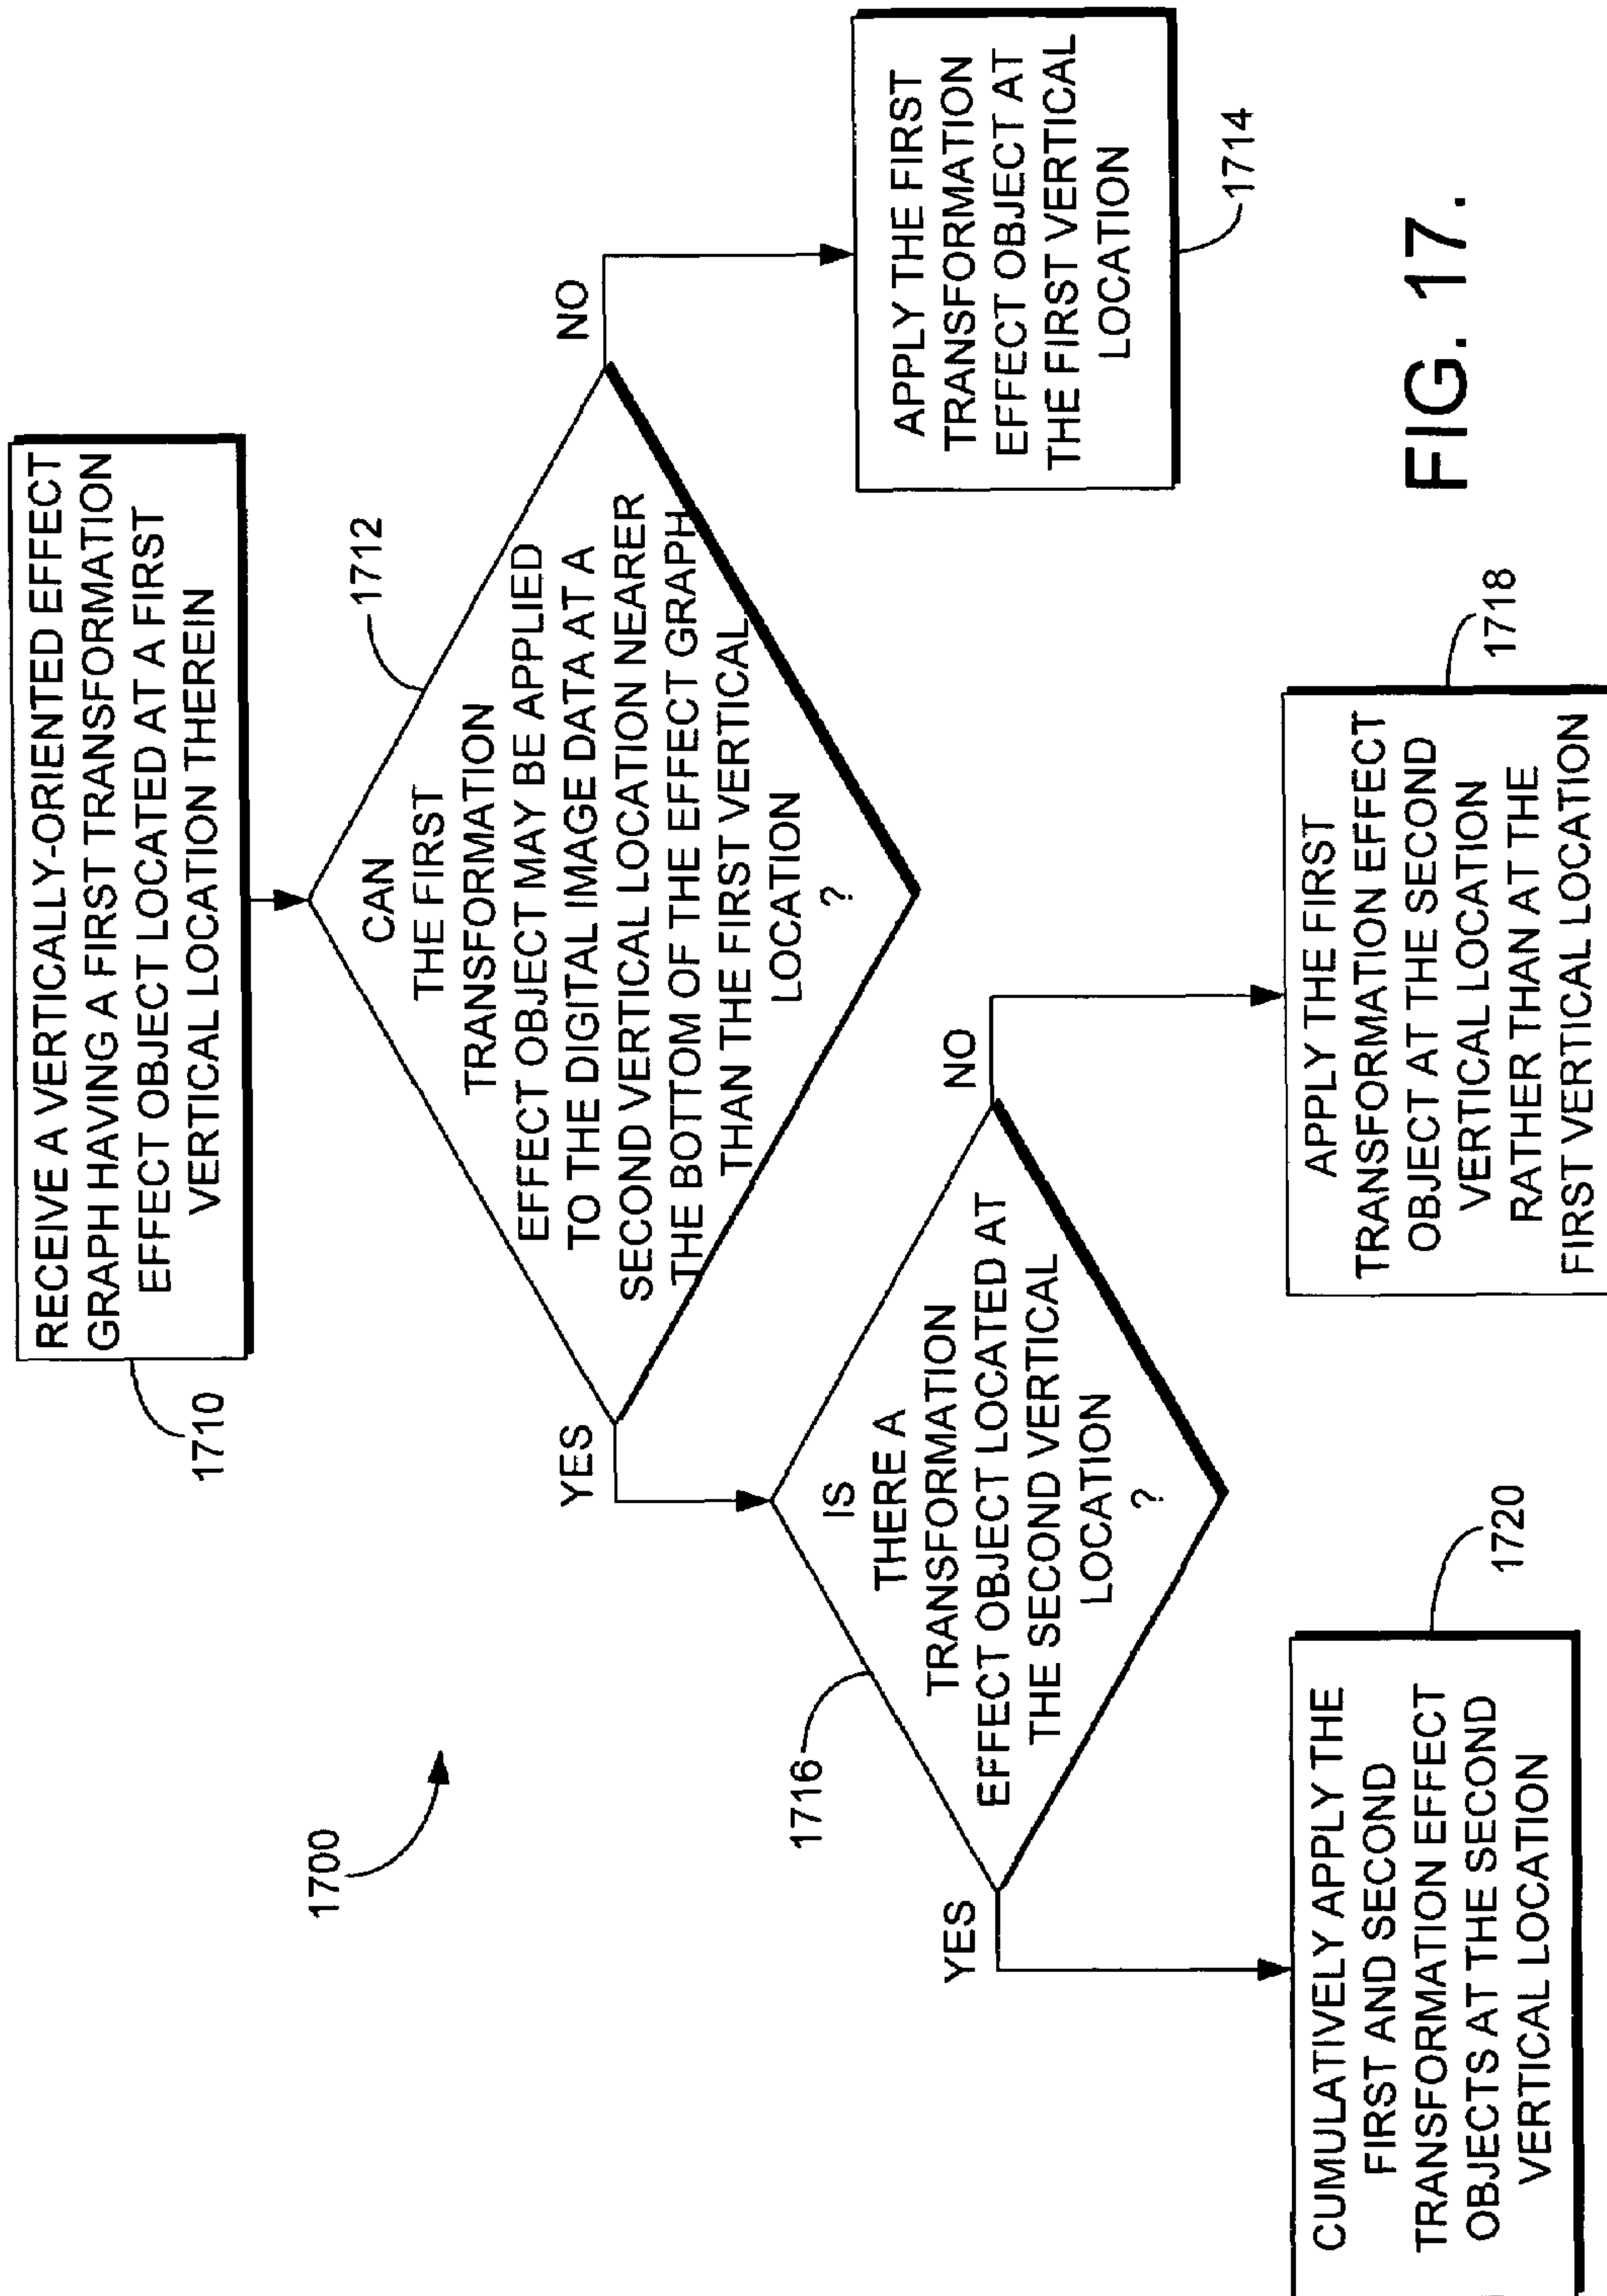 RECEIVE A VERTICALLY-ORIENTED EFFECT
GRAPH HAVING A FIRST TRANSFORMATION
EFFECT OBJECT LOCATED AT A FIRST
VERTICAL LOCATION THEREIN
1710
1712
CAN
THE FIRST
TRANSFORMATION
EFFECT OBJECT MAY BE APPLIED
TO THE DIGITAL IMAGE DATA AT A
SECOND VERTICAL LOCATION NEARER
THE BOTTOM OF THE EFFECT GRAPH
THAN THE FIRST VERTICAL
LOCATION
?
NO
APPLY THE FIRST
TRANSFORMATION
EFFECT OBJECT AT
THE FIRST VERTICAL
LOCATION
1714
YES
1700
1716
IS
THERE A
TRANSFORMATION
EFFECT OBJECT LOCATED AT
THE SECOND VERTICAL
LOCATION
?
NO
APPLY THE FIRST
TRANSFORMATION EFFECT
OBJECT AT THE SECOND
VERTICAL LOCATION
RATHER THAN AT THE
FIRST VERTICAL LOCATION
1718
YES
CUMULATIVELY APPLY THE
FIRST AND SECOND
TRANSFORMATION EFFECT
OBJECTS AT THE SECOND
VERTICAL LOCATION
1720
FIG. 17.